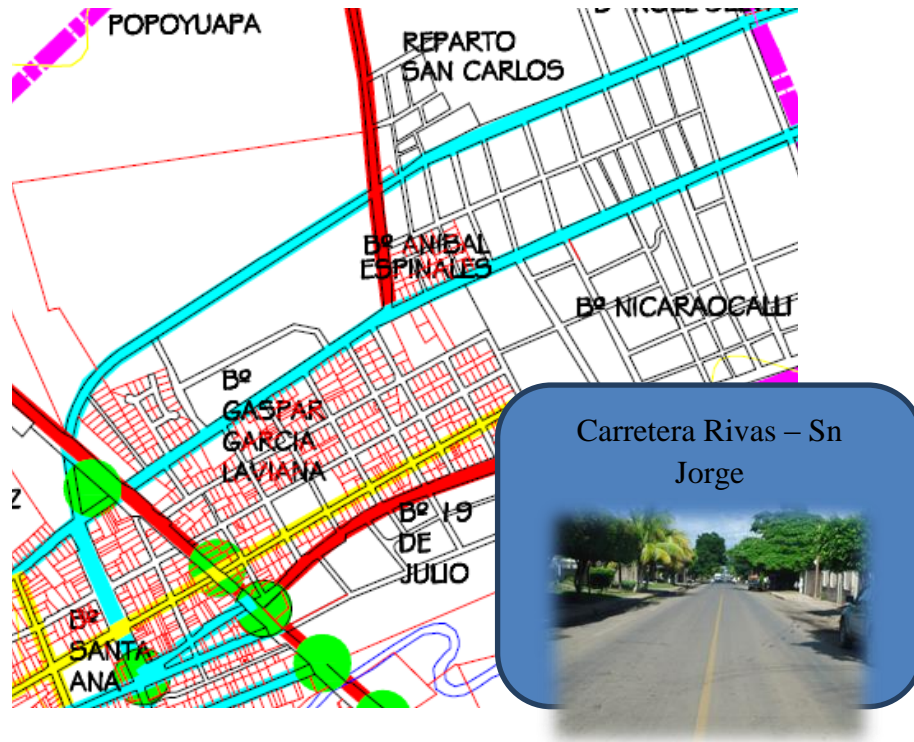 POPOYUAPA
REPARTO
SAN CARLOS
Bº ANIBAL
ESPINALES
Bº NICARAOCALLI
Bº
GASPAR
GARCIA
LAVIANA
Carretera Rivas – Sn
Jorge
Bº 19
DE
JULIO
Bº
SANTA
ANA